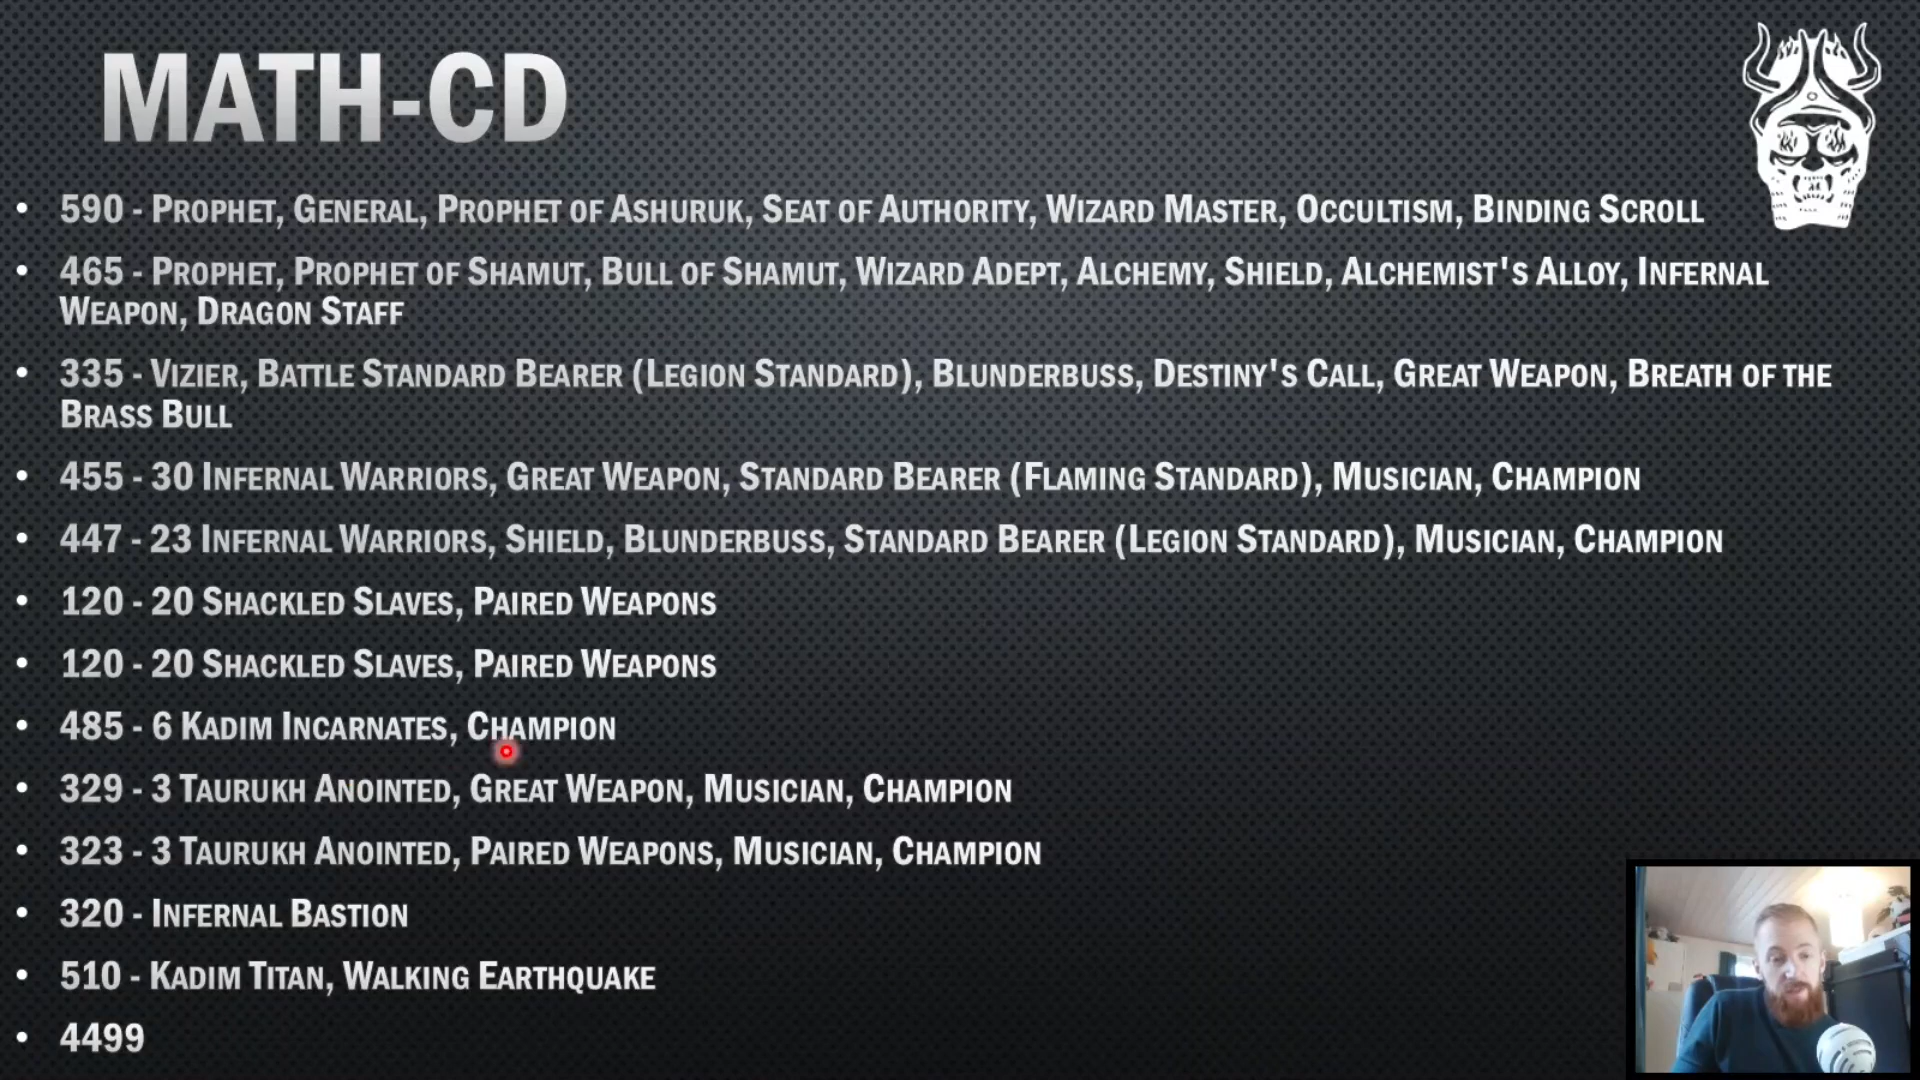 MATH-CD
• 590 - Prophet, General, Prophet of Ashuruk, Seat of Authority, Wizard Master, Occultism, Binding Scroll
• 465 - Prophet, Prophet of Shamut, Bull of Shamut, Wizard Adept, Alchemy, Shield, Alchemist's Alloy, Infernal
Weapon, Dragon Staff
• 335 - Vizier, Battle Standard Bearer (Legion Standard), Blunderbuss, Destiny's Call, Great Weapon, Breath of the
Brass Bull
• 455 - 30 Infernal Warriors, Great Weapon, Standard Bearer (Flaming Standard), Musician, Champion
• 447 - 23 Infernal Warriors, Shield, Blunderbuss, Standard Bearer (Legion Standard), Musician, Champion
• 120 - 20 Shackled Slaves, Paired Weapons
• 120 - 20 Shackled Slaves, Paired Weapons
• 485 - 6 Kadim Incarnates, Champion
• 329 - 3 Taurukh Anointed, Great Weapon, Musician, Champion
• 323 - 3 Taurukh Anointed, Paired Weapons, Musician, Champion
• 320 - Infernal Bastion
• 510 - Kadim Titan, Walking Earthquake
• 4499